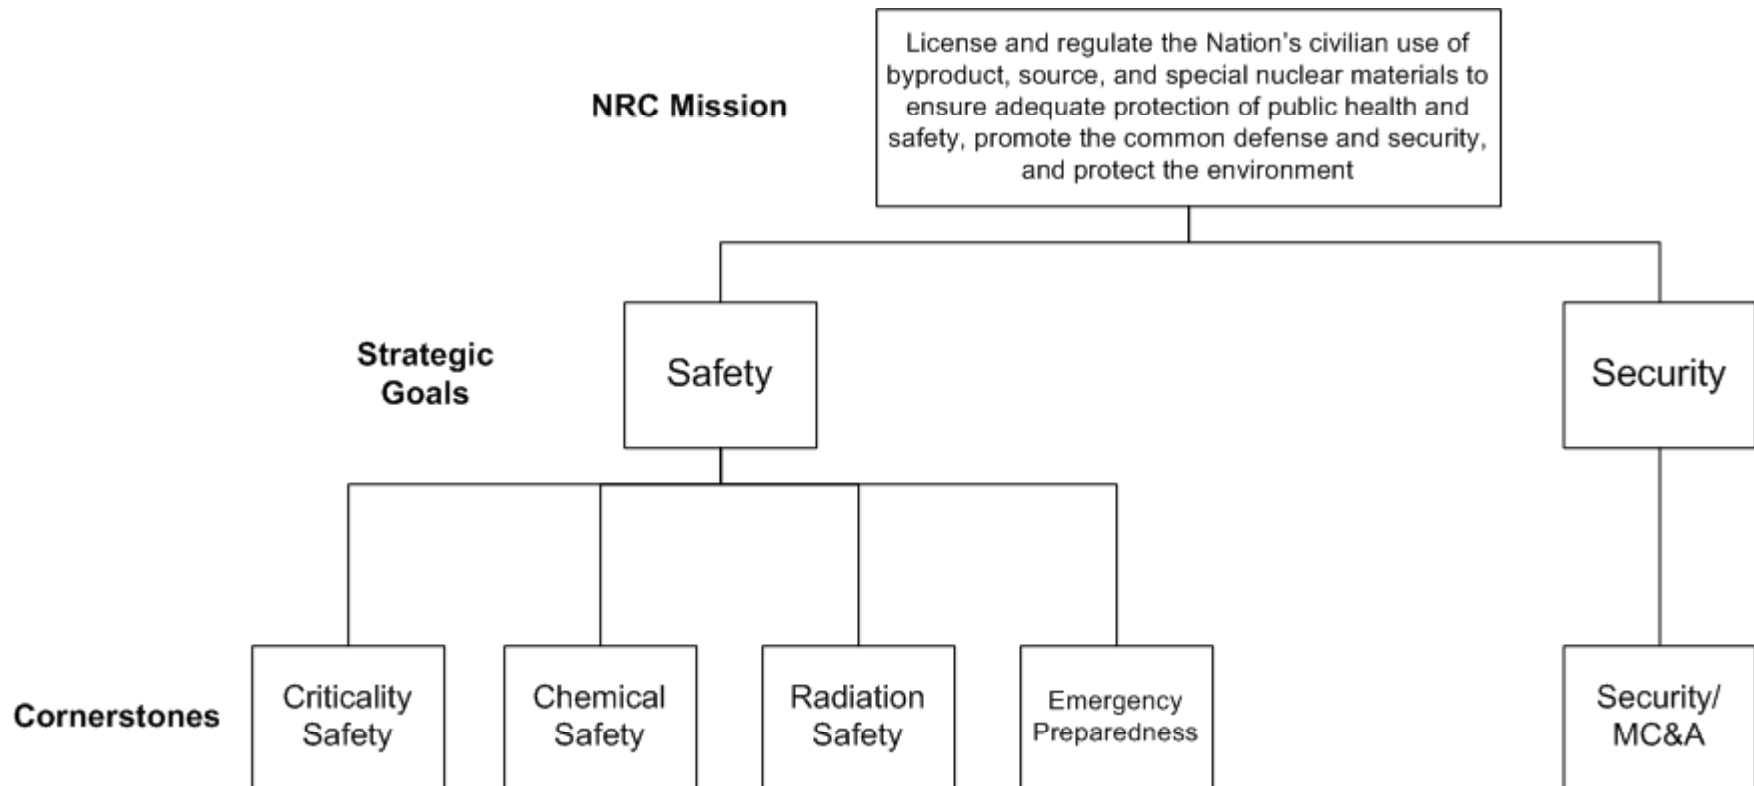 License and regulate the Nation's civilian use of
byproduct, source, and special nuclear materials to
ensure adequate protection of public health and
safety, promote the common defense and security,
and protect the environment
NRC Mission
Strategic
Goals
Safety
Security
Cornerstones
Criticality
Safety
Chemical
Safety
Radiation
Safety
Emergency
Preparedness
Security/
MC&A